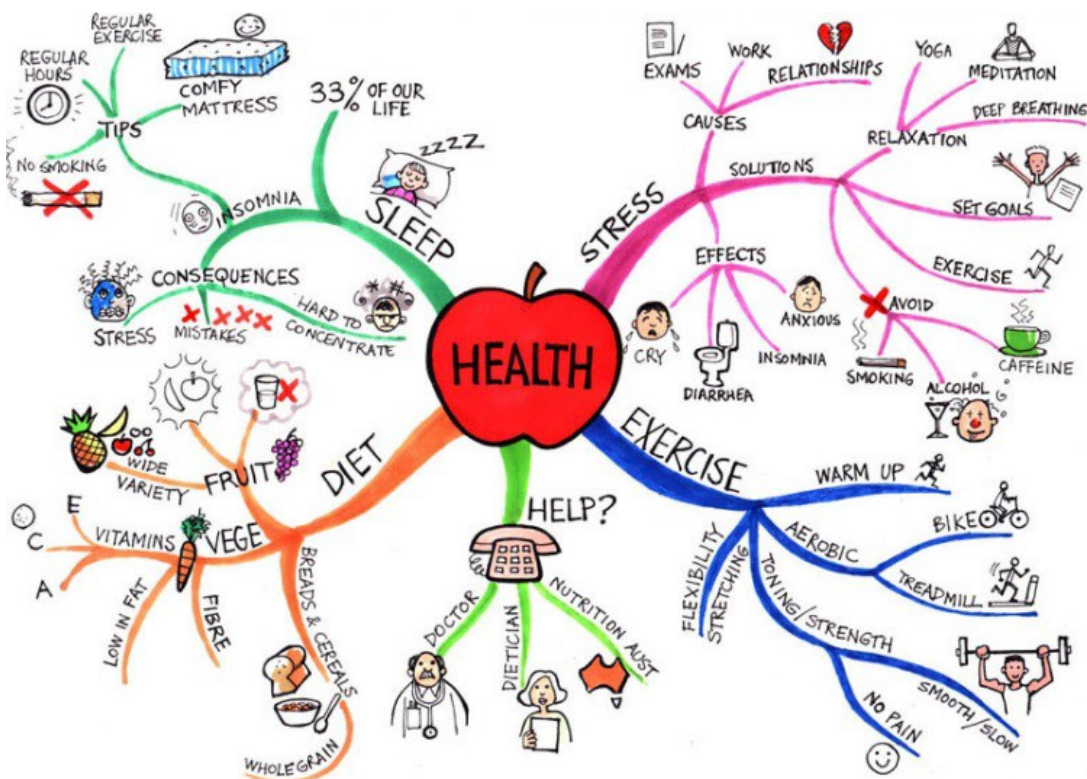 HEALTH
SLEEP
33% OF OUR
LIFE
ZZZZ
INSOMNIA
TIPS
REGULAR
EXERCISE
REGULAR
HOURS
COMFY
MATTRESS
NO SMOKING
CONSEQUENCES
STRESS
MISTAKES
HARD TO
CONCENTRATE
STRESS
CAUSES
EXAMS
WORK
RELATIONSHIPS
SOLUTIONS
RELAXATION
YOGA
MEDITATION
DEEP BREATHING
SET GOALS
EXERCISE
AVOID
SMOKING
ALCOHOL
CAFFEINE
EFFECTS
CRY
DIARRHEA
INSOMNIA
ANXIOUS
EXERCISE
WARM UP
AEROBIC
BIKE
TREADMILL
TONING/STRENGTH
SMOOTH/SLOW
NO PAIN
FLEXIBILITY
STRETCHING
HELP?
DOCTOR
DIETICIAN
NUTRITION AUST
DIET
FRUIT
WIDE
VARIETY
VEGE
VITAMINS
E
C
A
LOW IN FAT
FIBRE
BREADS & CEREALS
WHOLEGRAIN